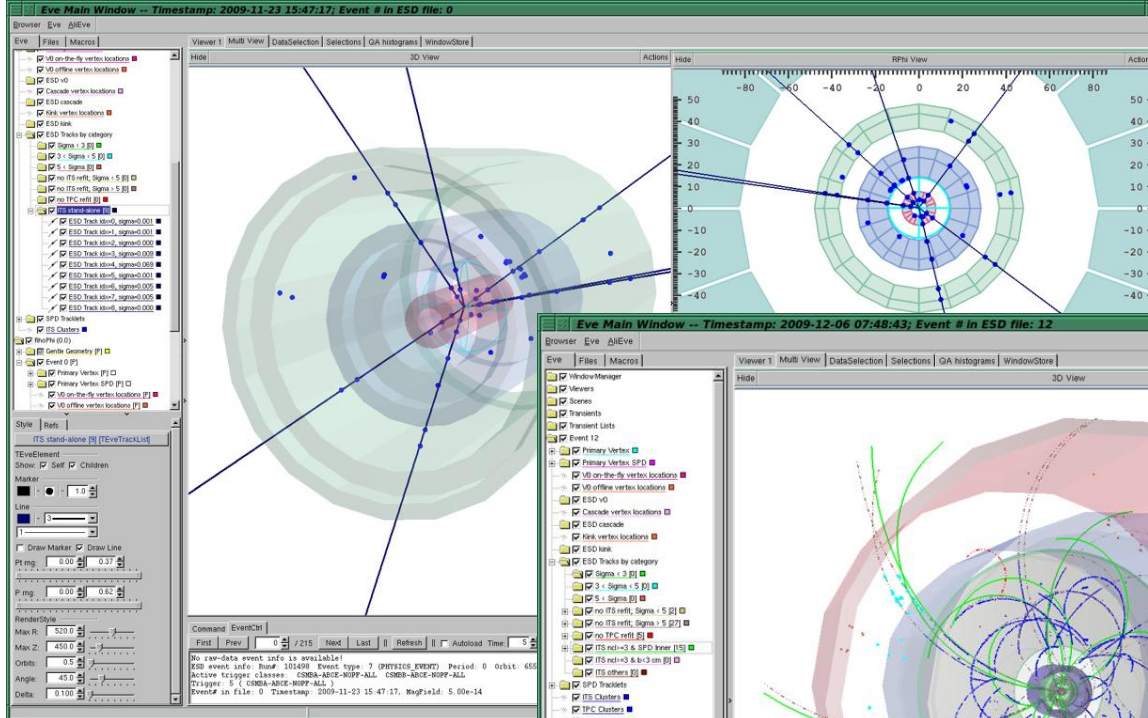 Eve Main Window -- Timestamp: 2009-11-23 15:47:17; Event # in ESD file: 0
Browser Eve AliEve
Eve Files Macros
V0 on-the-fly vertex locations
V0 offline vertex locations
ESD v0
Cascade vertex locations
ESD cascade
Kink vertex locations
ESD kink
ESD Tracks by category
Sigma < 3 [0]
3 < Sigma < 5 [0]
5 < Sigma [0]
no ITS refit; Sigma < 5 [0]
no ITS refit; Sigma > 5 [0]
no TPC refit [0]
ITS stand-alone [9]
ESD Track idx=0, sigma=0.001
ESD Track idx=1, sigma=0.001
ESD Track idx=2, sigma=0.000
ESD Track idx=3, sigma=0.009
ESD Track idx=4, sigma=0.069
ESD Track idx=5, sigma=0.001
ESD Track idx=6, sigma=0.005
ESD Track idx=7, sigma=0.005
ESD Track idx=8, sigma=0.000
SPD Tracklets
ITS Clusters
RhoPhi (0.0)
Gentle Geometry [P]
Event 0 [P]
Primary Vertex [P]
Primary Vertex SPD [P]
V0 on-the-fly vertex locations [P]
V0 offline vertex locations [P]
Style Refs
ITS stand-alone [9] [TEveTrackList]
TEveElement
Show: Self Children
Marker
1.0
Line
3
1
Draw Marker Draw Line
Pt rng: 0.00 0.37
P rng: 0.00 0.62
RenderStyle
Max R: 520.0
Max Z: 450.0
Orbits: 0.5
Angle: 45.0
Delta: 0.100
Viewer 1 Multi View DataSelection Selections QA histograms WindowStore
Hide 3D View Actions
Hide RPhi View Action
-80 -60 -40 -20 0 20 40 60 80
50 50
40 40
30 30
20 20
10 10
0 0
-10 -10
-20 -20
-30 -30
-40 -40
Command EventCtrl
First Prev 0 / 215 Next Last || Refresh || Autoload Time: 5
No raw-data event info is available!
ESD event info: Run#: 101498 Event type: 7 (PHYSICS_EVENT) Period: 0 Orbit: 655
Active trigger classes: CSMBA-ABCE-NOPF-ALL CSMBB-ABCE-NOPF-ALL
Trigger: 5 ( CSMBA-ABCE-NOPF-ALL )
Event# in file: 0 Timestamp: 2009-11-23 15:47:17, MagField: 5.00e-14
Eve Main Window -- Timestamp: 2009-12-06 07:48:43; Event # in ESD file: 12
Browser Eve AliEve
Eve Files Macros
WindowManager
Viewers
Scenes
Transients
Transient Lists
Event 12
Primary Vertex
Primary Vertex SPD
V0 on-the-fly vertex locations
V0 offline vertex locations
ESD v0
Cascade vertex locations
ESD cascade
Kink vertex locations
ESD kink
ESD Tracks by category
Sigma < 3 [0]
3 < Sigma < 5 [0]
5 < Sigma [0]
no ITS refit; Sigma < 5 [2]
no ITS refit; Sigma > 5 [27]
no TPC refit [5]
ITS ncl>=3 & SPD Inner [15]
ITS ncl>=3 & b<3 cm [0]
ITS others [0]
SPD Tracklets
ITS Clusters
TPC Clusters
Viewer 1 Multi View DataSelection Selections QA histograms WindowStore
Hide 3D View